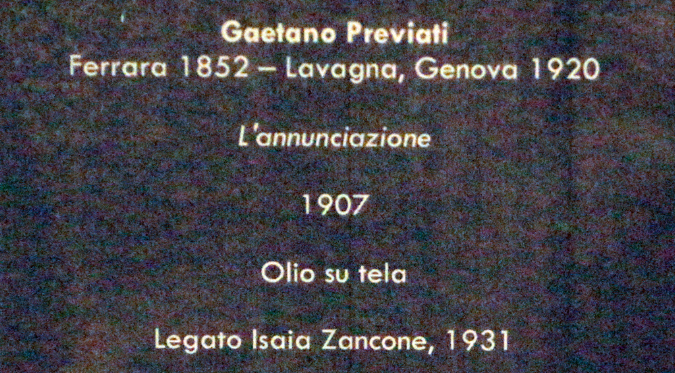 Gaetano Previati
Ferrara 1852 – Lavagna, Genova 1920
L'annunciazione
1907
Olio su tela
Legato Isaia Zancone, 1931